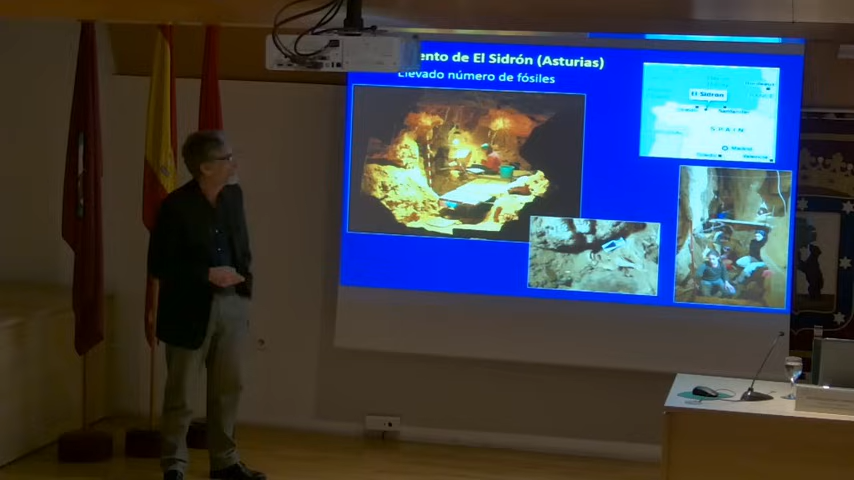 ento de El Sidrón (Asturias)
Elevado número de fósiles
El Sidrón
SPAIN
Madrid